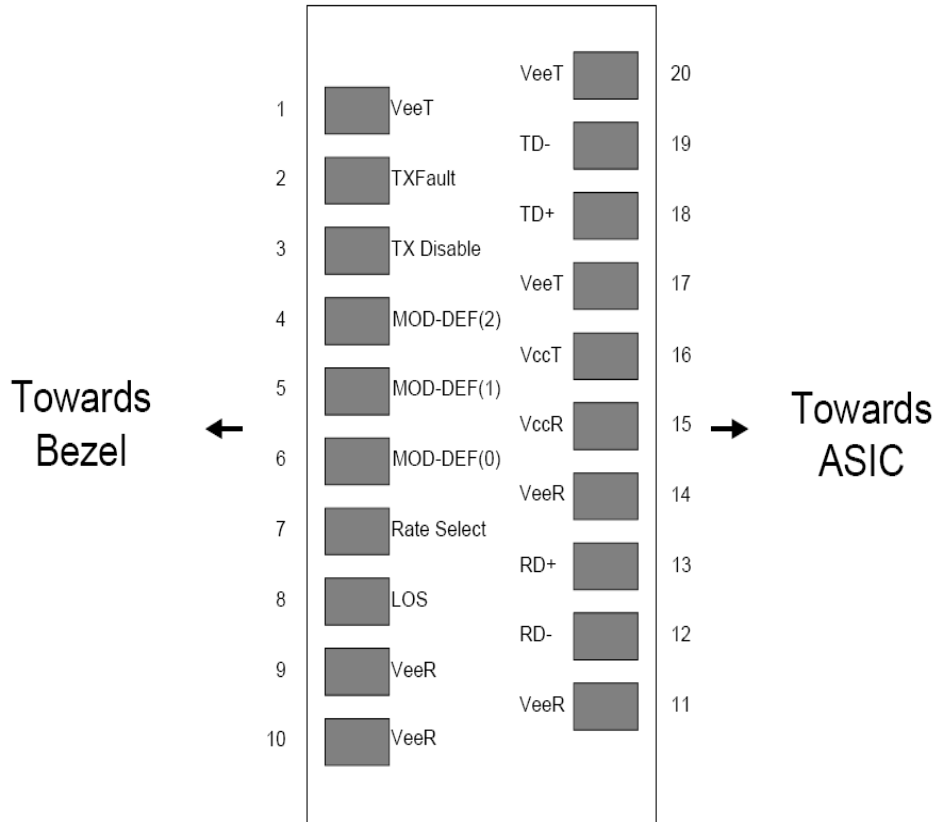 VeeT 20
1 VeeT
TD- 19
2 TXFault
TD+ 18
3 TX Disable
VeeT 17
4 MOD-DEF(2)
VccT 16
5 MOD-DEF(1)
Towards
Bezel
VccR 15
Towards
ASIC
6 MOD-DEF(0)
VeeR 14
7 Rate Select
RD+ 13
8 LOS
RD- 12
9 VeeR
VeeR 11
10 VeeR